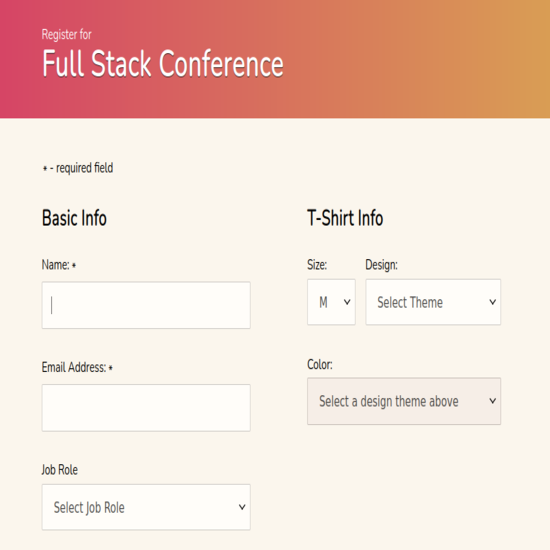 Register for
Full Stack Conference
* - required field
Basic Info
Name: *
Email Address: *
Job Role
Select Job Role
T-Shirt Info
Size:
Design:
M
Select Theme
Color:
Select a design theme above